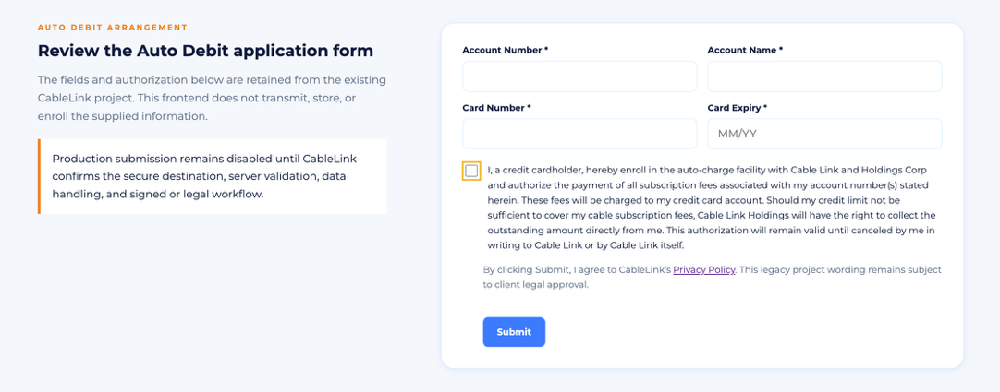 AUTO DEBIT ARRANGEMENT
Review the Auto Debit application form
The fields and authorization below are retained from the existing
CableLink project. This frontend does not transmit, store, or
enroll the supplied information.
Production submission remains disabled until CableLink
confirms the secure destination, server validation, data
handling, and signed or legal workflow.
Account Number *
Account Name *
Card Number *
Card Expiry *
MM/YY
I, a credit cardholder, hereby enroll in the auto-charge facility with Cable Link and Holdings Corp
and authorize the payment of all subscription fees associated with my account number(s) stated
herein. These fees will be charged to my credit card account. Should my credit limit not be
sufficient to cover my cable subscription fees, Cable Link Holdings will have the right to collect the
outstanding amount directly from me. This authorization will remain valid until canceled by me in
writing to Cable Link or by Cable Link itself.
By clicking Submit, I agree to CableLink's Privacy Policy. This legacy project wording remains subject
to client legal approval.
Submit